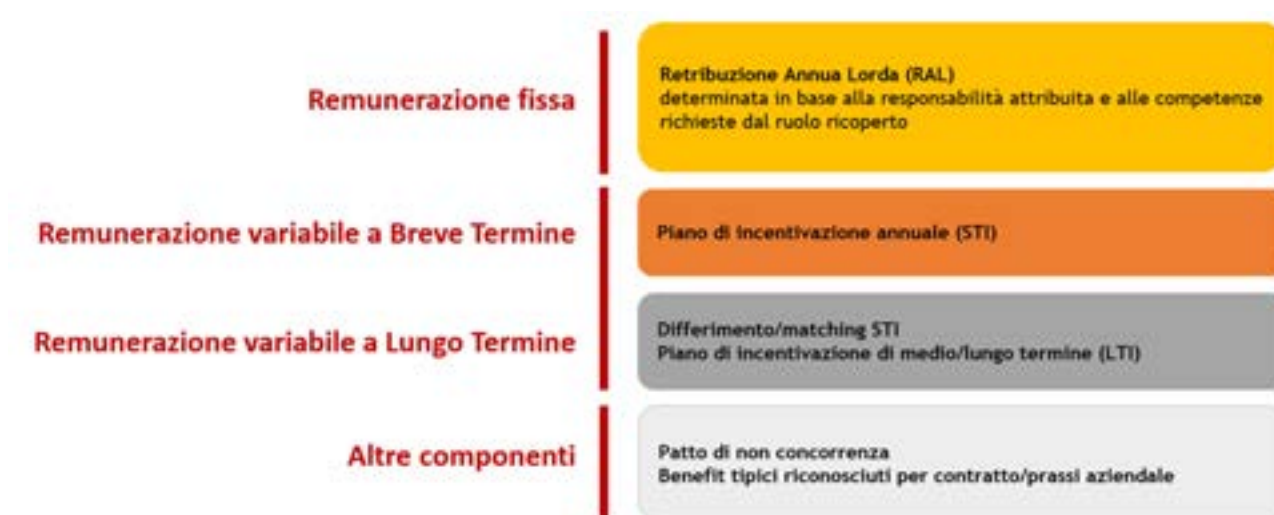 Remunerazione fissa
Retribuzione Annua Lorda (RAL)
determinata in base alla responsabilità attribuita e alle competenze
richieste dal ruolo ricoperto
Remunerazione variabile a Breve Termine
Piano di incentivazione annuale (STI)
Remunerazione variabile a Lungo Termine
Differimento/matching STI
Piano di incentivazione di medio/lungo termine (LTI)
Altre componenti
Patto di non concorrenza
Benefit tipici riconosciuti per contratto/prassi aziendale